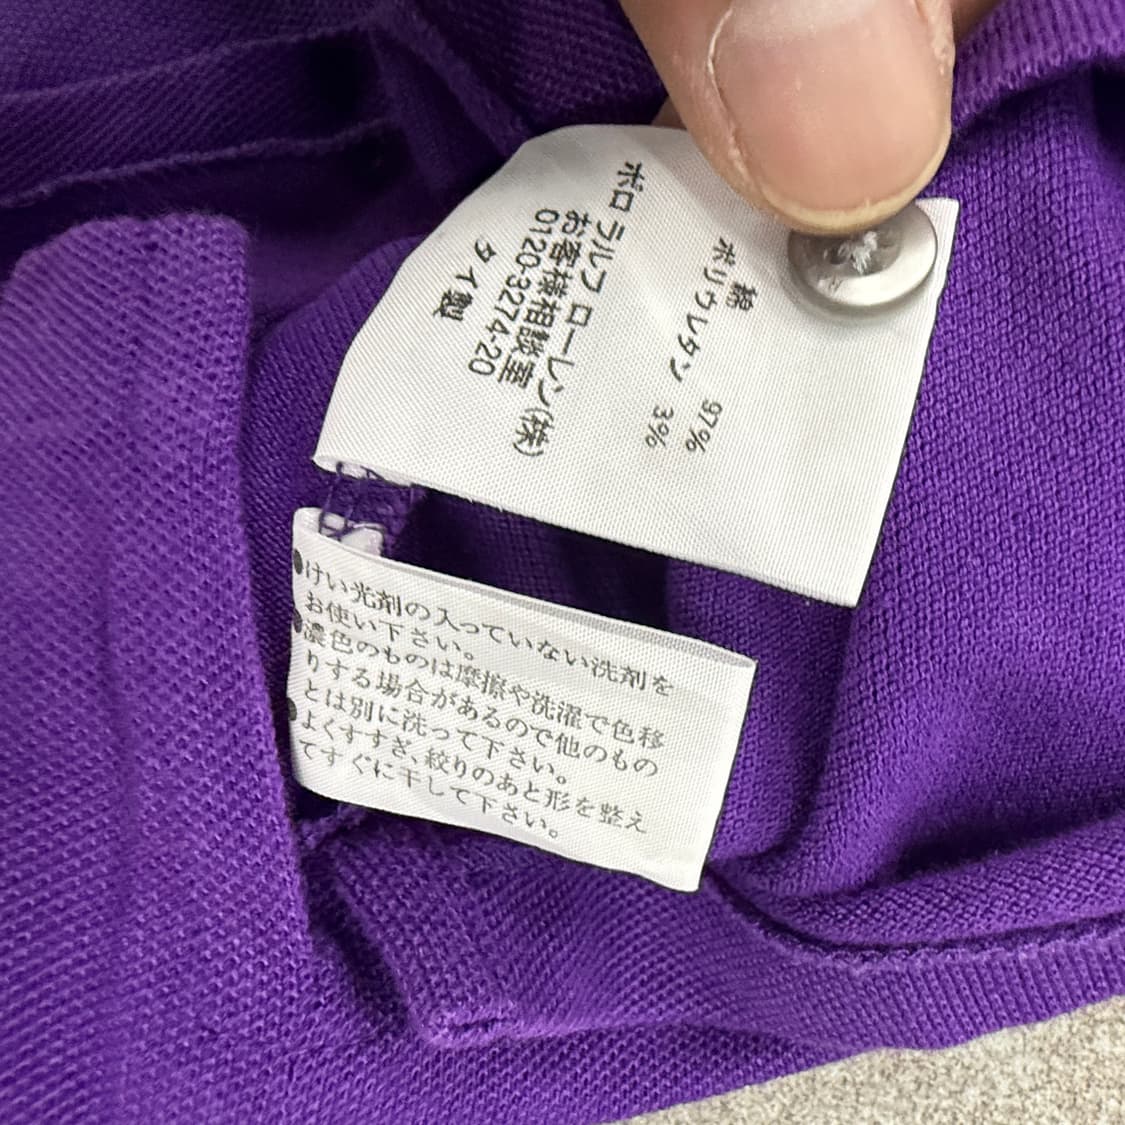 綿 97%
ポリウレタン 3%
ポロ ラルフ ローレン(株)
お客様相談室
0120-3274-20
タイ製
●けい光剤の入っていない洗剤を
お使い下さい。
●濃色のものは摩擦や洗濯で色移
りする場合があるので他のもの
とは別に洗って下さい。
●よくすすぎ、絞りのあと形を整え
てすぐに干して下さい。